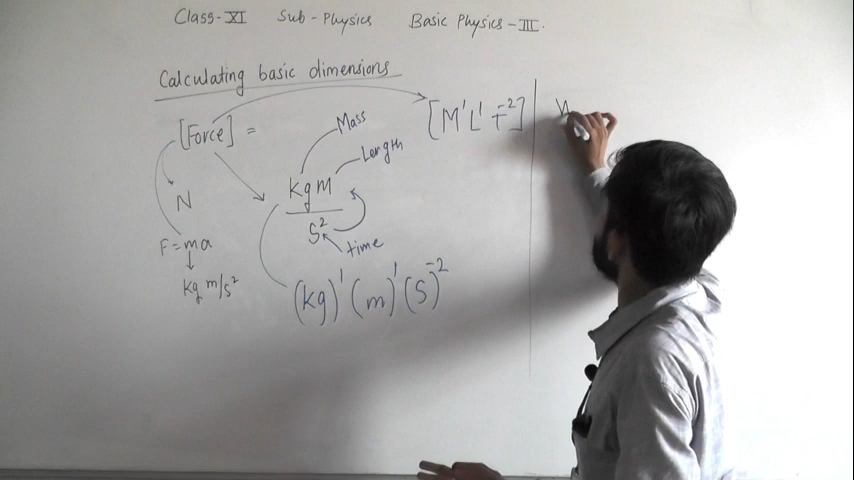 Class-XI Sub-Physics Basic Physics-III.
Calculating basic dimensions
[Force] =
[M¹L¹T⁻²]
Mass
Length
KgM
S²
time
N
F=ma
kg m/s²
(kg)¹(m)¹(S)⁻²